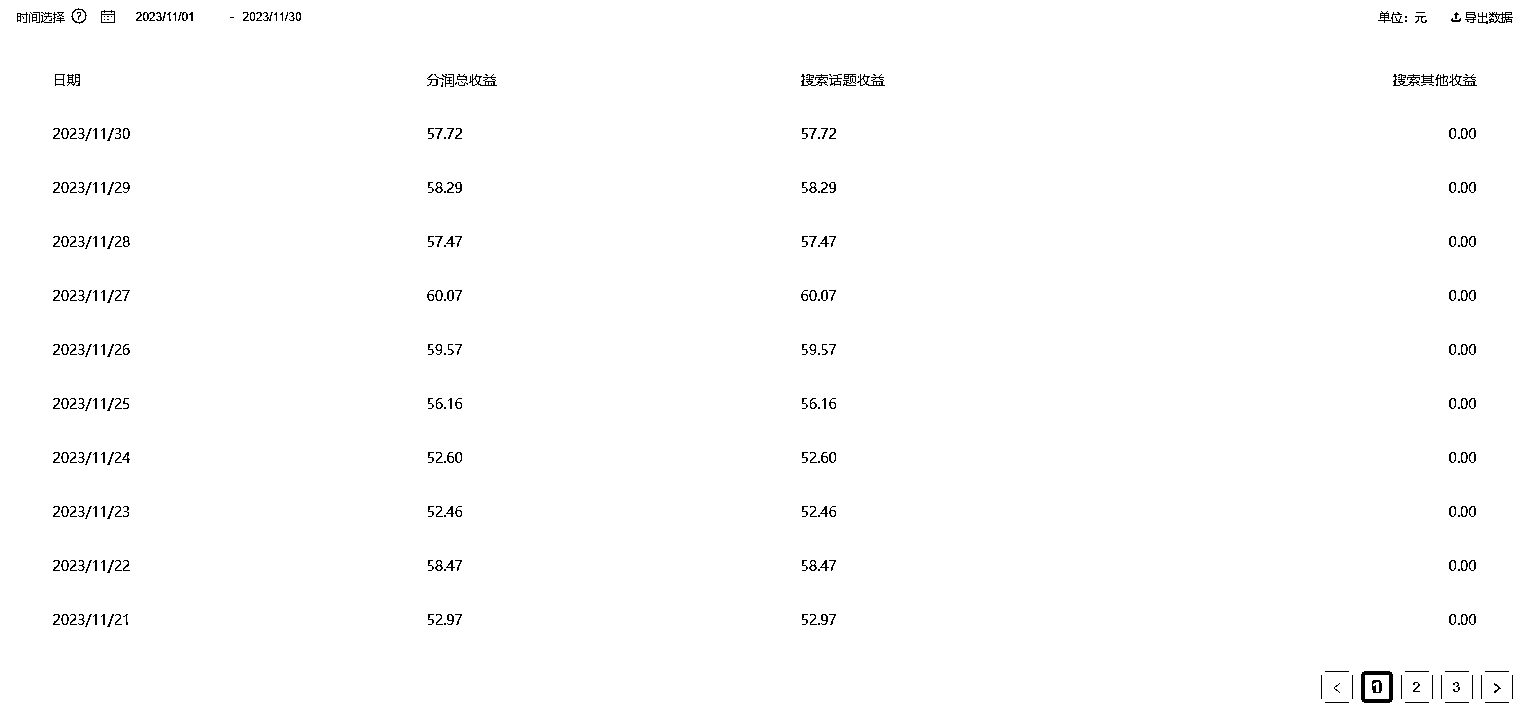 时间选择 ? 2023/11/01 - 2023/11/30 单位：元 导出数据
日期 分润总收益 搜索话题收益 搜索其他收益
2023/11/30 57.72 57.72 0.00
2023/11/29 58.29 58.29 0.00
2023/11/28 57.47 57.47 0.00
2023/11/27 60.07 60.07 0.00
2023/11/26 59.57 59.57 0.00
2023/11/25 56.16 56.16 0.00
2023/11/24 52.60 52.60 0.00
2023/11/23 52.46 52.46 0.00
2023/11/22 58.47 58.47 0.00
2023/11/21 52.97 52.97 0.00
< 1 2 3 >